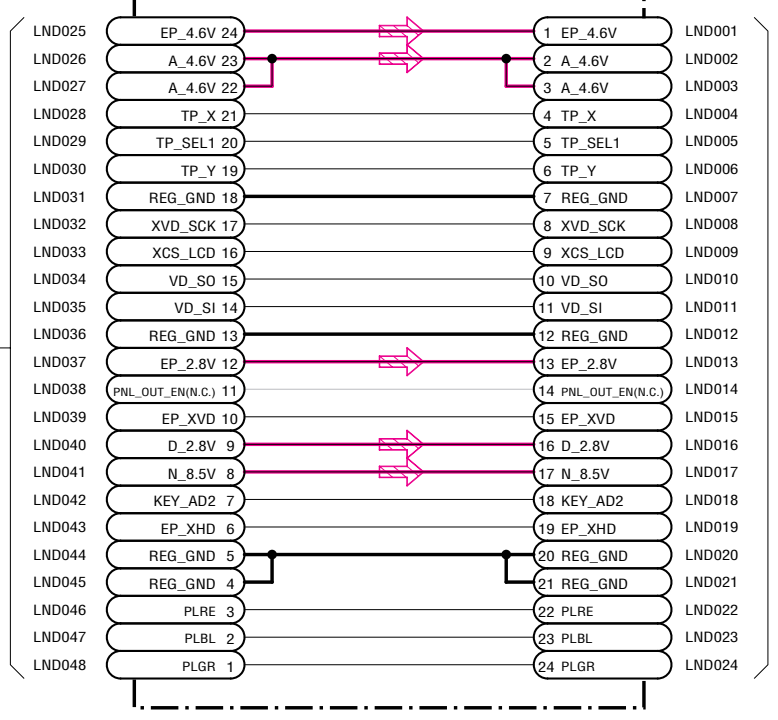 LND025 EP_4.6V 24 1 EP_4.6V LND001
LND026 A_4.6V 23 2 A_4.6V LND002
LND027 A_4.6V 22 3 A_4.6V LND003
LND028 TP_X 21 4 TP_X LND004
LND029 TP_SEL1 20 5 TP_SEL1 LND005
LND030 TP_Y 19 6 TP_Y LND006
LND031 REG_GND 18 7 REG_GND LND007
LND032 XVD_SCK 17 8 XVD_SCK LND008
LND033 XCS_LCD 16 9 XCS_LCD LND009
LND034 VD_SO 15 10 VD_SO LND010
LND035 VD_SI 14 11 VD_SI LND011
LND036 REG_GND 13 12 REG_GND LND012
LND037 EP_2.8V 12 13 EP_2.8V LND013
LND038 PNL_OUT_EN(N.C.) 11 14 PNL_OUT_EN(N.C.) LND014
LND039 EP_XVD 10 15 EP_XVD LND015
LND040 D_2.8V 9 16 D_2.8V LND016
LND041 N_8.5V 8 17 N_8.5V LND017
LND042 KEY_AD2 7 18 KEY_AD2 LND018
LND043 EP_XHD 6 19 EP_XHD LND019
LND044 REG_GND 5 20 REG_GND LND020
LND045 REG_GND 4 21 REG_GND LND021
LND046 PLRE 3 22 PLRE LND022
LND047 PLBL 2 23 PLBL LND023
LND048 PLGR 1 24 PLGR LND024